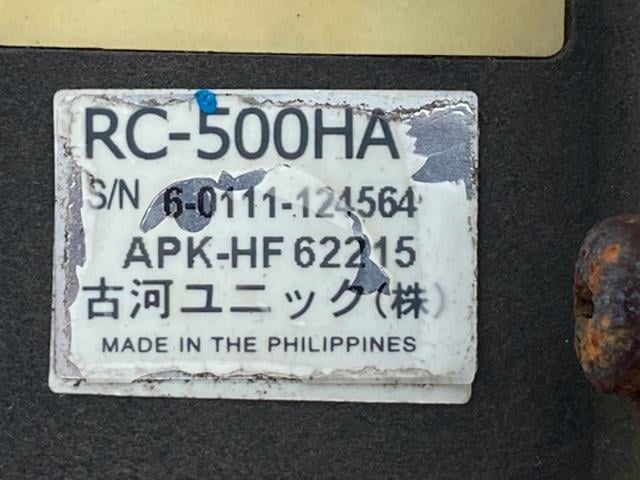 RC-500HA
S/N 6-0111-124564
APK-HF 62215
古河ユニック(株)
MADE IN THE PHILIPPINES